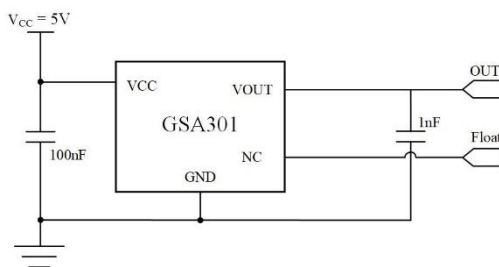 V_CC = 5V
VCC
VOUT
OUT
GSA301
1nF
Float
100nF
NC
GND